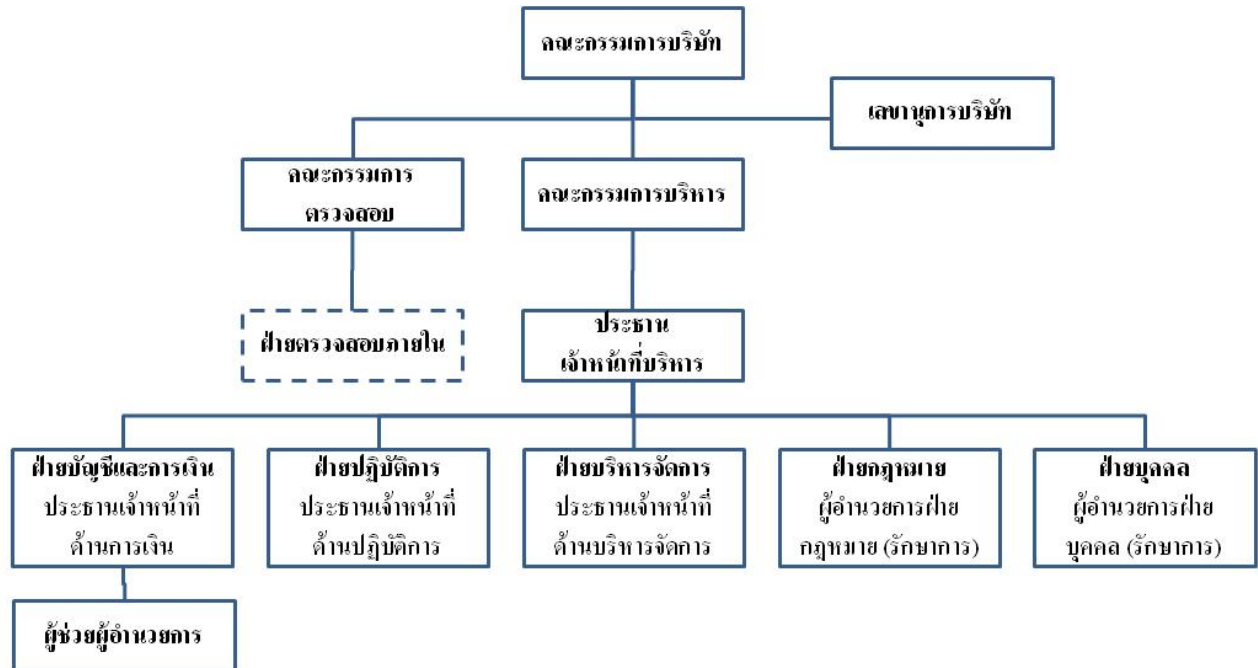 คณะกรรมการบริษัท
เลขานุการบริษัท
คณะกรรมการ
ตรวจสอบ
คณะกรรมการบริหาร
ฝ่ายตรวจสอบภายใน
ประธาน
เจ้าหน้าที่บริหาร
ฝ่ายบัญชีและการเงิน
ประธานเจ้าหน้าที่
ด้านการเงิน
ฝ่ายปฏิบัติการ
ประธานเจ้าหน้าที่
ด้านปฏิบัติการ
ฝ่ายบริหารจัดการ
ประธานเจ้าหน้าที่
ด้านบริหารจัดการ
ฝ่ายกฎหมาย
ผู้อำนวยการฝ่าย
กฎหมาย (รักษาการ)
ฝ่ายบุคคล
ผู้อำนวยการฝ่าย
บุคคล (รักษาการ)
ผู้ช่วยผู้อำนวยการ